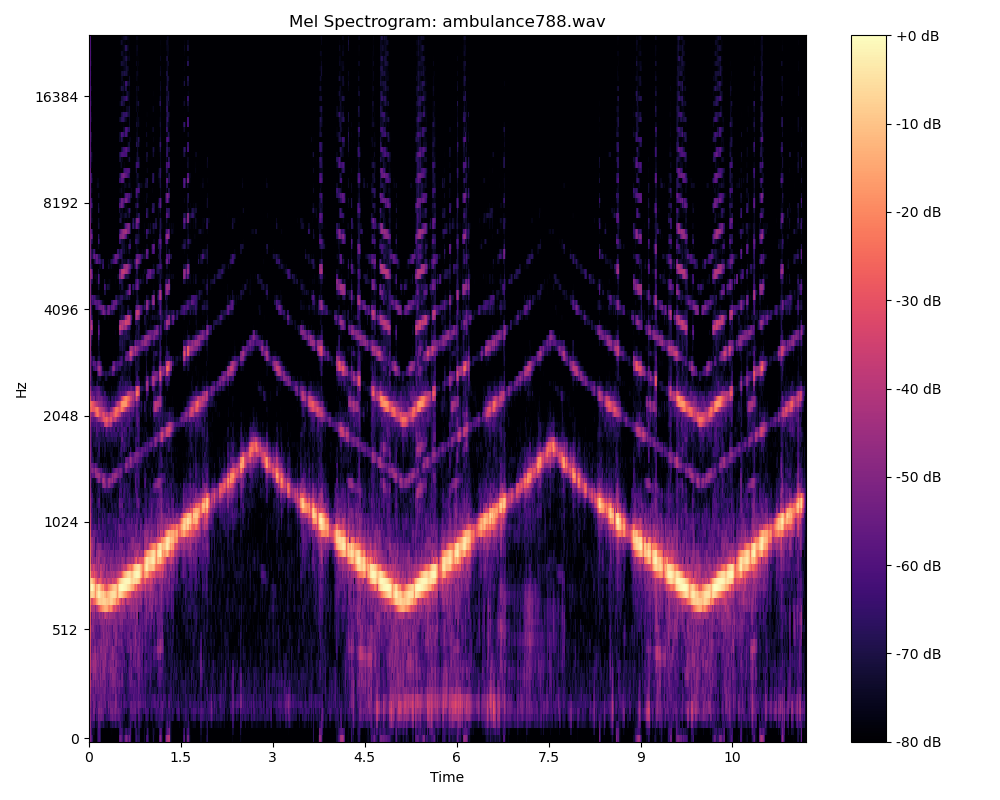 Mel Spectrogram: ambulance788.wav
+0 dB
16384
-10 dB
8192
-20 dB
4096
-30 dB
Hz
-40 dB
2048
-50 dB
1024
-60 dB
512
-70 dB
0
-80 dB
0 1.5 3 4.5 6 7.5 9 10
Time